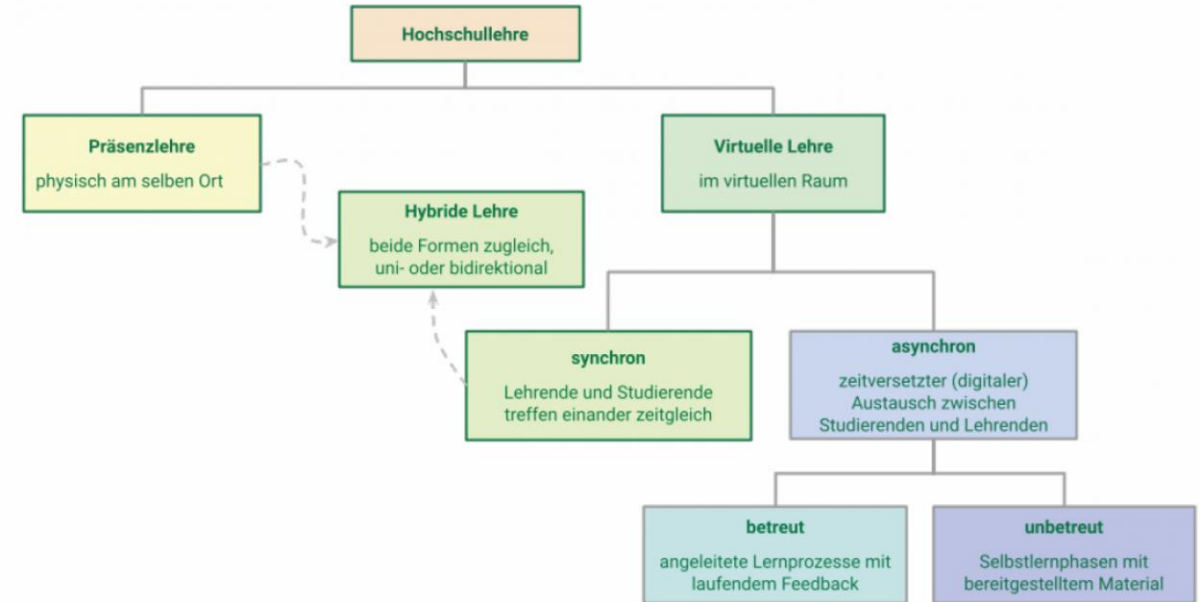 Hochschullehre
Präsenzlehre
physisch am selben Ort
Virtuelle Lehre
im virtuellen Raum
Hybride Lehre
beide Formen zugleich,
uni- oder bidirektional
synchron
Lehrende und Studierende
treffen einander zeitgleich
asynchron
zeitversetzter (digitaler)
Austausch zwischen
Studierenden und Lehrenden
betreut
angeleitete Lernprozesse mit
laufendem Feedback
unbetreut
Selbstlernphasen mit
bereitgestelltem Material